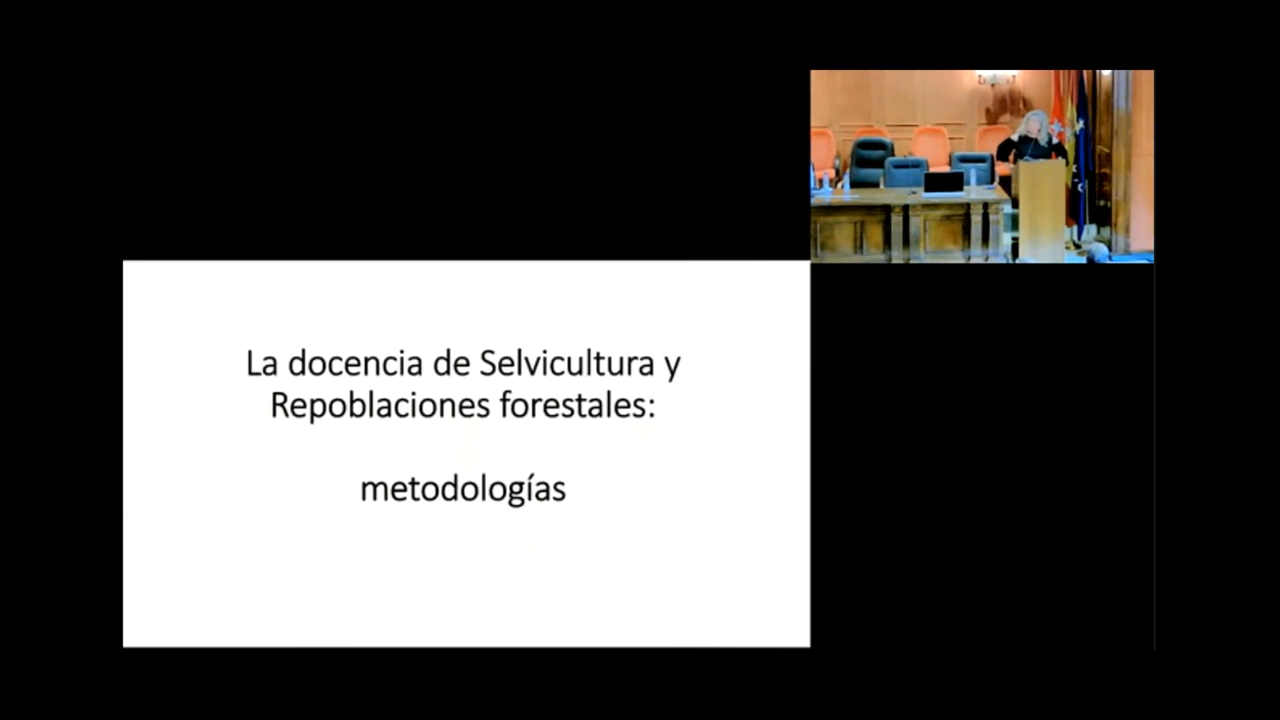 La docencia de Selvicultura y
Repoblaciones forestales:
metodologías